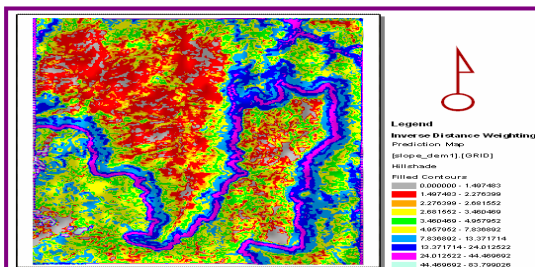 Legend
Inverse Distance Weighting
Prediction Map
[slope_dem1].[GRID]
Hillshade
Filled Contours
0.000000 - 1.497483
1.497483 - 2.276399
2.276399 - 2.681552
2.681552 - 3.460469
3.460469 - 4.957952
4.957952 - 7.836892
7.836892 - 13.371714
13.371714 - 24.012522
24.012522 - 44.469692
44.469692 - 83.799026